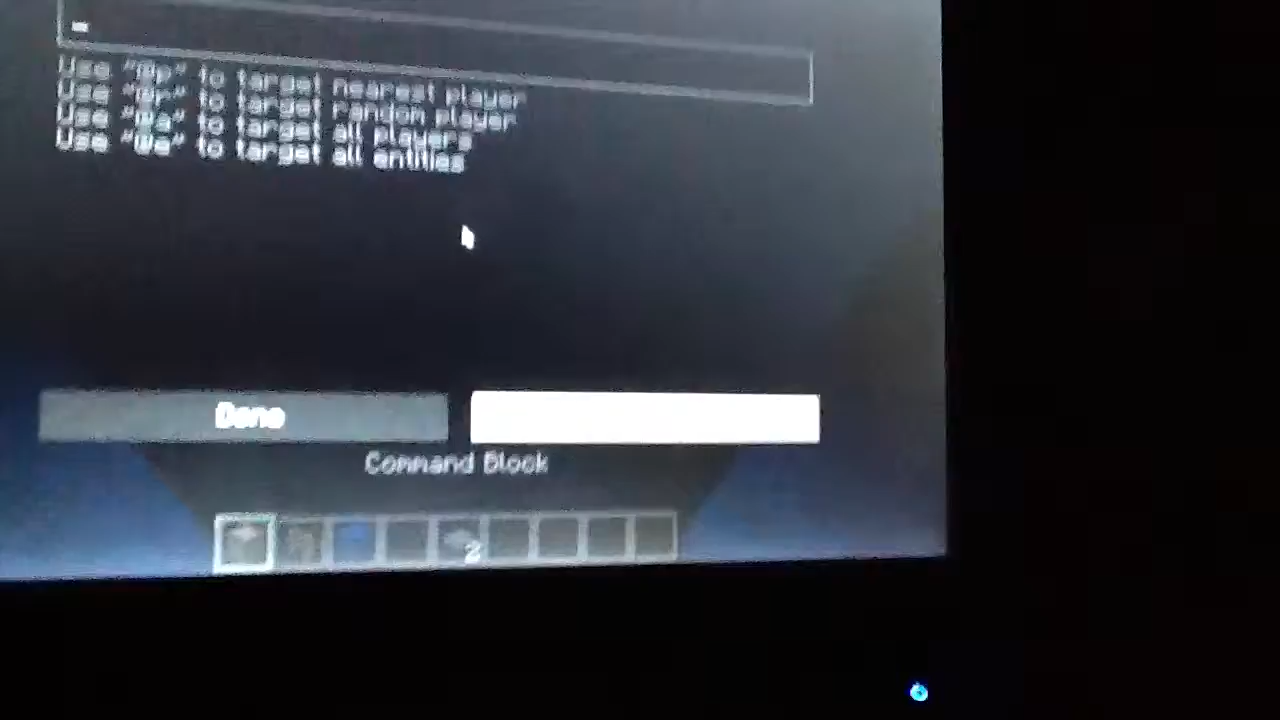 Use "@p" to target nearest player
Use "@r" to target random player
Use "@a" to target all players
Use "@e" to target all entities
Done
Command Block
2